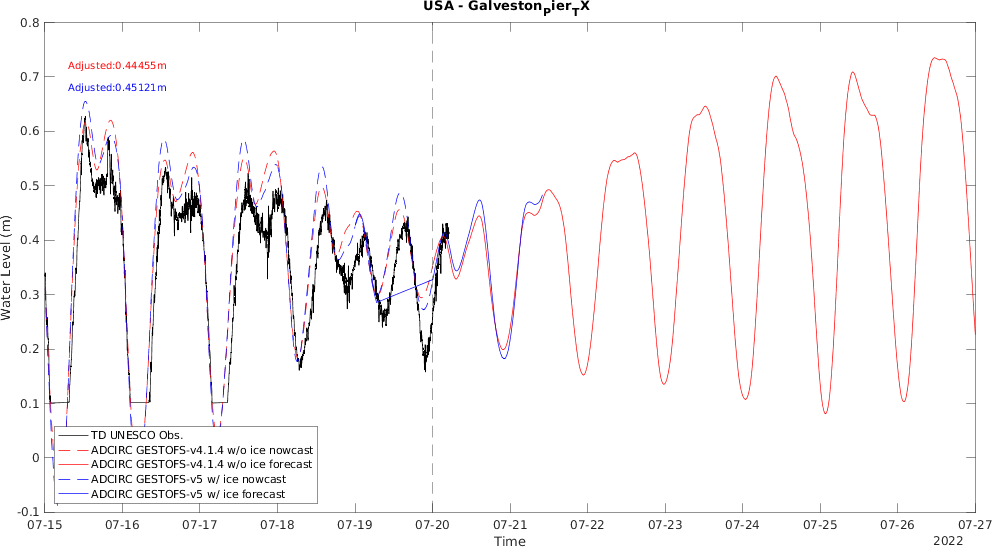 USA - GalvestonPierTX
0.8
Adjusted:0.44455m
0.7
Adjusted:0.45121m
0.6
0.5
0.4
0.3
0.2
0.1
0
-0.1
Water Level (m)
TD UNESCO Obs.
ADCIRC GESTOFS-v4.1.4 w/o ice nowcast
ADCIRC GESTOFS-v4.1.4 w/o ice forecast
ADCIRC GESTOFS-v5 w/ ice nowcast
ADCIRC GESTOFS-v5 w/ ice forecast
07-15 07-16 07-17 07-18 07-19 07-20 07-21 07-22 07-23 07-24 07-25 07-26 07-27
Time
2022